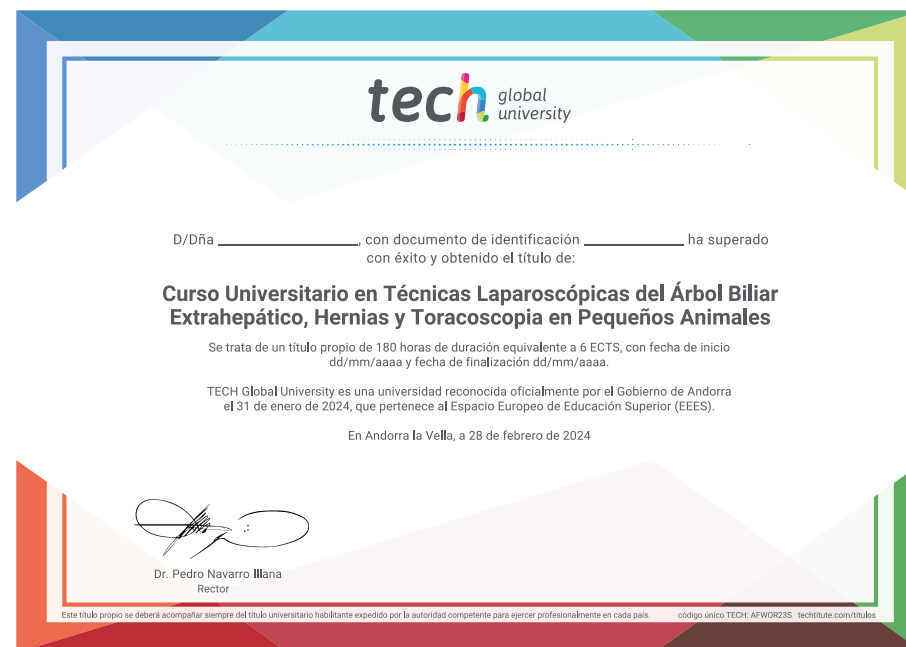 tech global university
D/Dña ____________________, con documento de identificación ______________ ha superado
con éxito y obtenido el título de:
Curso Universitario en Técnicas Laparoscópicas del Árbol Biliar
Extrahepático, Hernias y Toracoscopia en Pequeños Animales
Se trata de un título propio de 180 horas de duración equivalente a 6 ECTS, con fecha de inicio
dd/mm/aaaa y fecha de finalización dd/mm/aaaa.
TECH Global University es una universidad reconocida oficialmente por el Gobierno de Andorra
el 31 de enero de 2024, que pertenece al Espacio Europeo de Educación Superior (EEES).
En Andorra la Vella, a 28 de febrero de 2024
Dr. Pedro Navarro Illana
Rector
Este título propio se deberá acompañar siempre del título universitario habilitante expedido por la autoridad competente para ejercer profesionalmente en cada país. código único TECH: AFWOR23S techtitute.com/titulos